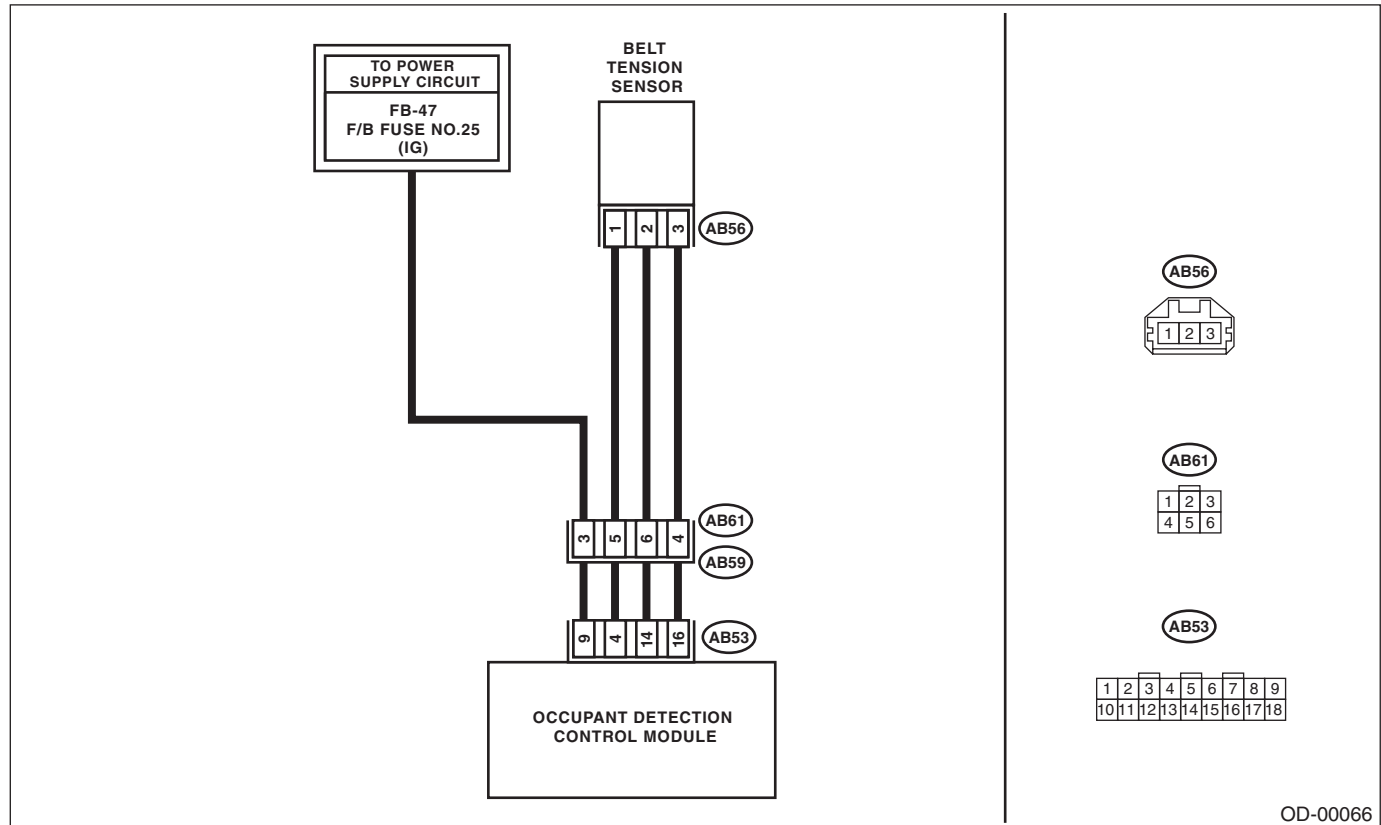 TO POWER
SUPPLY CIRCUIT
FB-47
F/B FUSE NO.25
(IG)
BELT
TENSION
SENSOR
1 2 3
AB56
3 5 6 4
AB61
AB59
9 4 14 16
AB53
OCCUPANT DETECTION
CONTROL MODULE
AB56
1 2 3
AB61
1 2 3
4 5 6
AB53
1 2 3 4 5 6 7 8 9
10 11 12 13 14 15 16 17 18
OD-00066